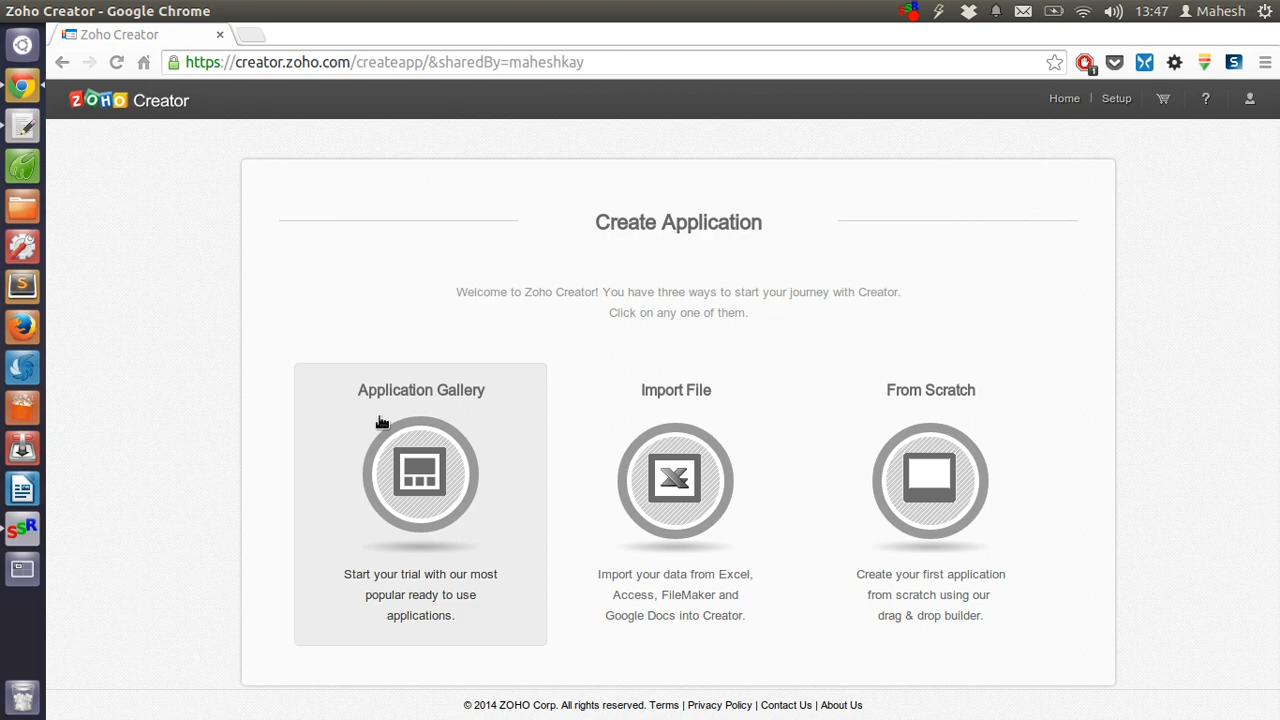 Zoho Creator - Google Chrome
13:47
Mahesh
Zoho Creator
https://creator.zoho.com/createapp/&sharedBy=maheshkay
1
ZOHO Creator
Home
Setup
?
Create Application
Welcome to Zoho Creator! You have three ways to start your journey with Creator.
Click on any one of them.
Application Gallery
Start your trial with our most
popular ready to use
applications.
Import File
Import your data from Excel,
Access, FileMaker and
Google Docs into Creator.
From Scratch
Create your first application
from scratch using our
drag & drop builder.
© 2014 ZOHO Corp. All rights reserved. Terms | Privacy Policy | Contact Us | About Us